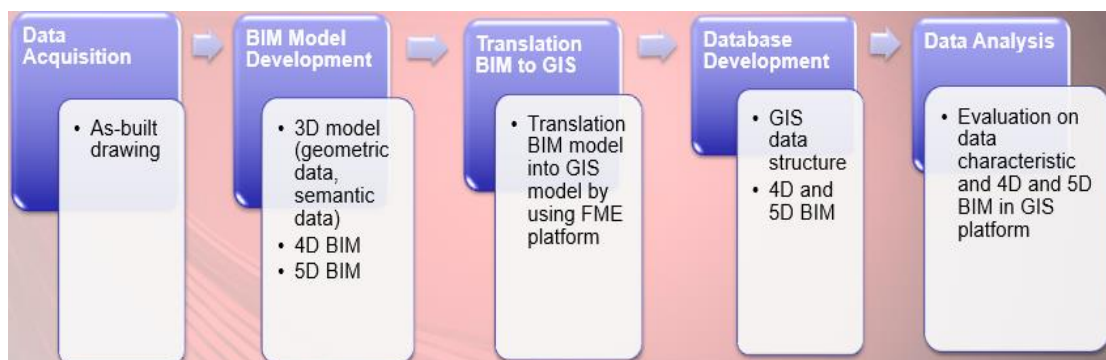 Data
Acquisition
• As-built
drawing
BIM Model
Development
• 3D model
(geometric
data,
semantic
data)
• 4D BIM
• 5D BIM
Translation
BIM to GIS
• Translation
BIM model
into GIS
model by
using FME
platform
Database
Development
• GIS
data
structure
• 4D and
5D BIM
Data Analysis
• Evaluation on
data
characteristic
and 4D and 5D
BIM in GIS
platform